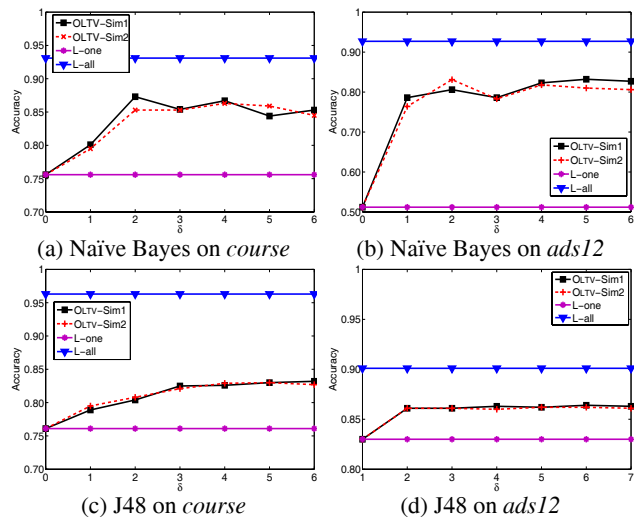 1
OLTV-Sim1
OLTV-Sim2
L-one
L-all
0.95
0.90
0.85
0.80
0.75
0.70
Accuracy
0 1 2 3 4 5 6
δ
(a) Naïve Bayes on course
1
0.90
0.80
0.70
0.60
0.50
Accuracy
OLTV-Sim1
OLTV-Sim2
L-one
L-all
1 2 3 4 5 6 7
δ
(b) Naïve Bayes on ads12
1
0.95
0.90
0.85
0.80
0.75
0.70
Accuracy
OLTV-Sim1
OLTV-Sim2
L-one
L-all
0 1 2 3 4 5 6
δ
(c) J48 on course
1
0.95
0.90
0.85
0.80
Accuracy
OLTV-Sim1
OLTV-Sim2
L-one
L-all
1 2 3 4 5 6 7
δ
(d) J48 on ads12